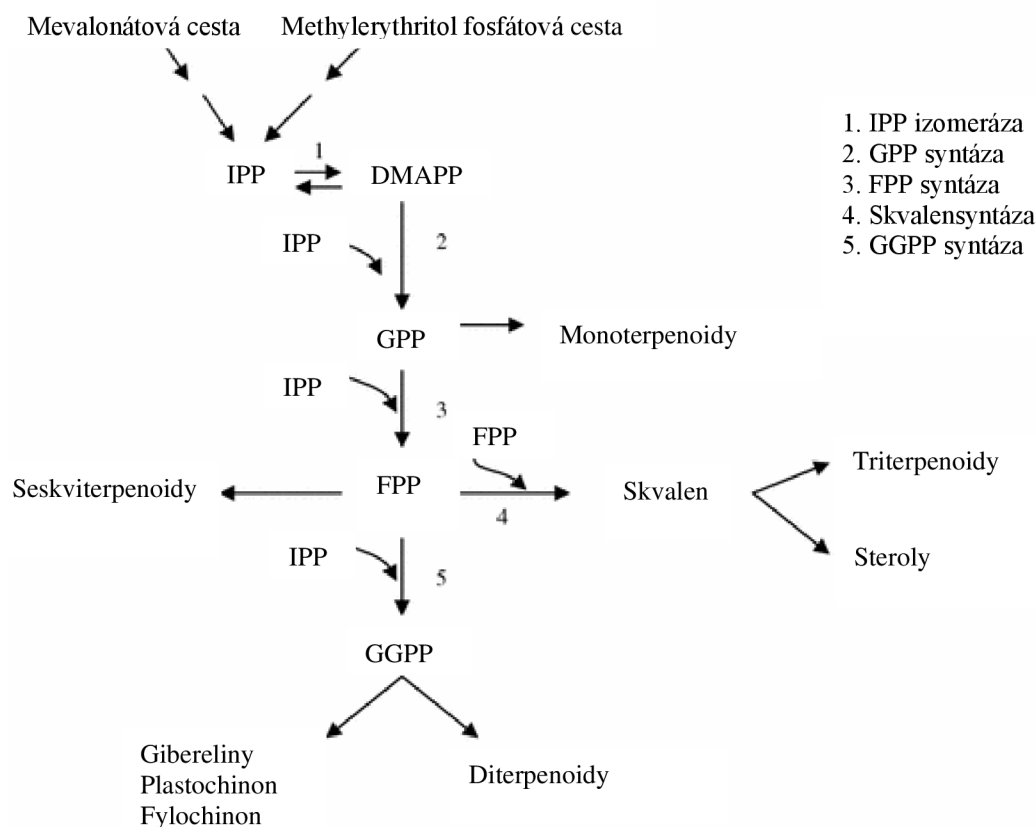 Mevalonátová cesta
Methylerythritol fosfátová cesta
1. IPP izomeráza
2. GPP syntáza
3. FPP syntáza
4. Skvalensyntáza
5. GGPP syntáza
IPP
1
DMAPP
IPP
2
GPP
Monoterpenoidy
IPP
3
FPP
Seskviterpenoidy
FPP
4
Skvalen
Triterpenoidy
Steroly
IPP
5
GGPP
Gibereliny
Plastochinon
Fylochinon
Diterpenoidy